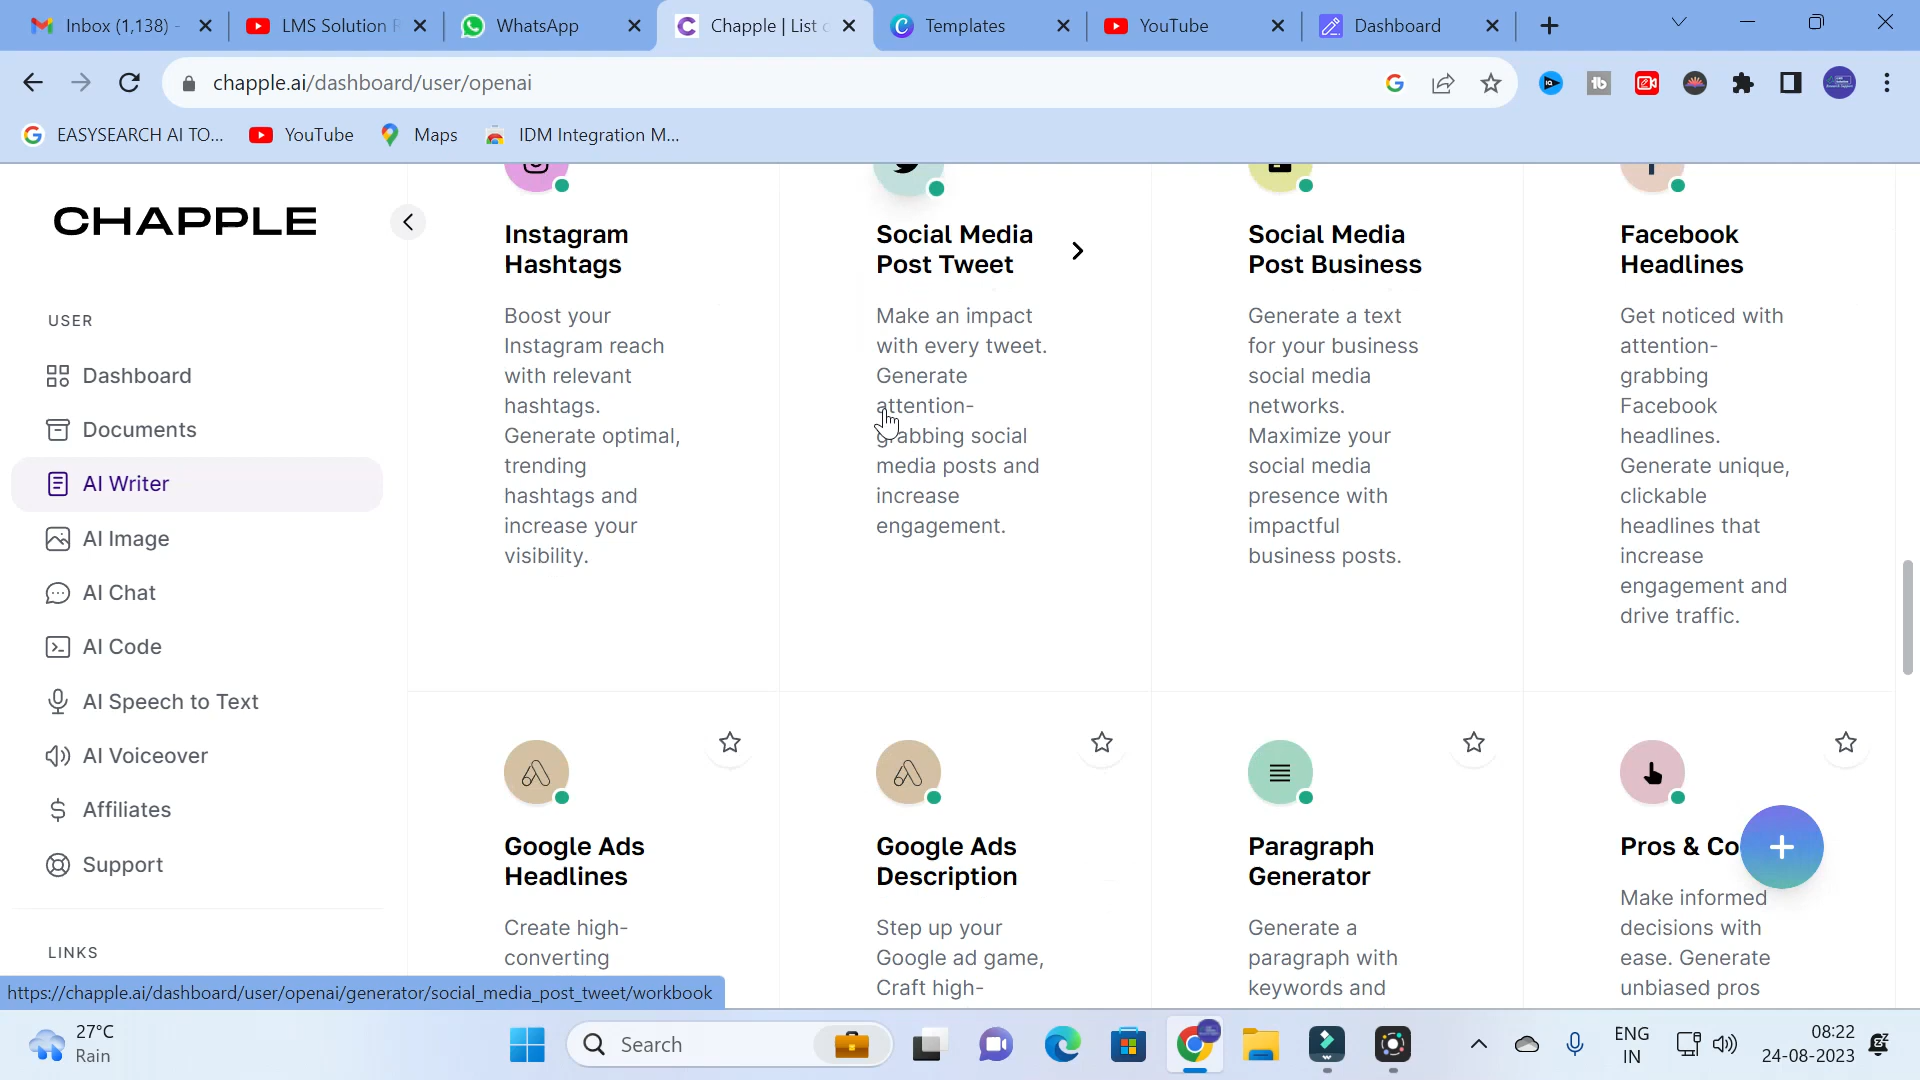 Inbox (1,138) -
LMS Solution
WhatsApp
Chapple | List
Templates
YouTube
Dashboard
chapple.ai/dashboard/user/openai
EASYSEARCH AI TO...
YouTube
Maps
IDM Integration M...
CHAPPLE
USER
Dashboard
Documents
AI Writer
AI Image
AI Chat
AI Code
AI Speech to Text
AI Voiceover
Affiliates
Support
LINKS
Instagram
Hashtags
Boost your
Instagram reach
with relevant
hashtags.
Generate optimal,
trending
hashtags and
increase your
visibility.
Social Media
Post Tweet
Make an impact
with every tweet.
Generate
attention-
grabbing social
media posts and
increase
engagement.
Social Media
Post Business
Generate a text
for your business
social media
networks.
Maximize your
social media
presence with
impactful
business posts.
Facebook
Headlines
Get noticed with
attention-
grabbing
Facebook
headlines.
Generate unique,
clickable
headlines that
increase
engagement and
drive traffic.
Google Ads
Headlines
Create high-
converting
Google Ads
Description
Step up your
Google ad game,
Craft high-
Paragraph
Generator
Generate a
paragraph with
keywords and
Pros & Co
Make informed
decisions with
ease. Generate
unbiased pros
https://chapple.ai/dashboard/user/openai/generator/social_media_post_tweet/workbook
27°C
Rain
Search
ENG
IN
08:22
24-08-2023